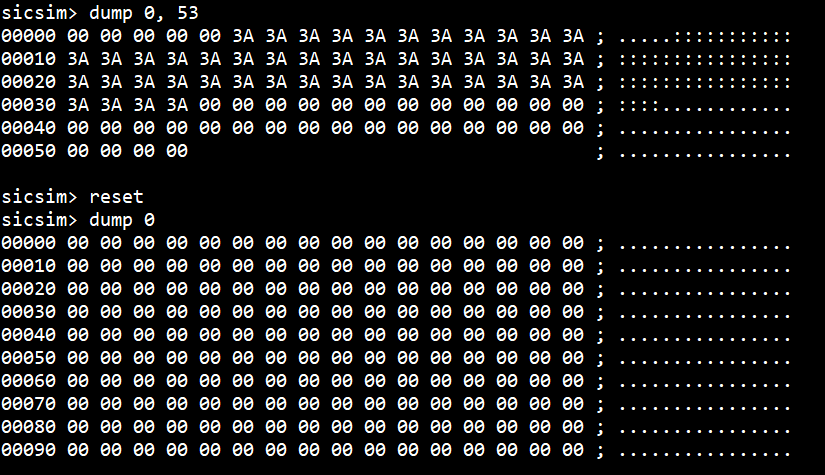 sicsim> dump 0, 53
00000 00 00 00 00 00 3A 3A 3A 3A 3A 3A 3A 3A 3A 3A 3A ; .....:::::::::::
00010 3A 3A 3A 3A 3A 3A 3A 3A 3A 3A 3A 3A 3A 3A 3A 3A ; ::::::::::::::::
00020 3A 3A 3A 3A 3A 3A 3A 3A 3A 3A 3A 3A 3A 3A 3A 3A ; ::::::::::::::::
00030 3A 3A 3A 3A 00 00 00 00 00 00 00 00 00 00 00 00 ; ::::............
00040 00 00 00 00 00 00 00 00 00 00 00 00 00 00 00 00 ; ................
00050 00 00 00 00 ; ................
sicsim> reset
sicsim> dump 0
00000 00 00 00 00 00 00 00 00 00 00 00 00 00 00 00 00 ; ................
00010 00 00 00 00 00 00 00 00 00 00 00 00 00 00 00 00 ; ................
00020 00 00 00 00 00 00 00 00 00 00 00 00 00 00 00 00 ; ................
00030 00 00 00 00 00 00 00 00 00 00 00 00 00 00 00 00 ; ................
00040 00 00 00 00 00 00 00 00 00 00 00 00 00 00 00 00 ; ................
00050 00 00 00 00 00 00 00 00 00 00 00 00 00 00 00 00 ; ................
00060 00 00 00 00 00 00 00 00 00 00 00 00 00 00 00 00 ; ................
00070 00 00 00 00 00 00 00 00 00 00 00 00 00 00 00 00 ; ................
00080 00 00 00 00 00 00 00 00 00 00 00 00 00 00 00 00 ; ................
00090 00 00 00 00 00 00 00 00 00 00 00 00 00 00 00 00 ; ................